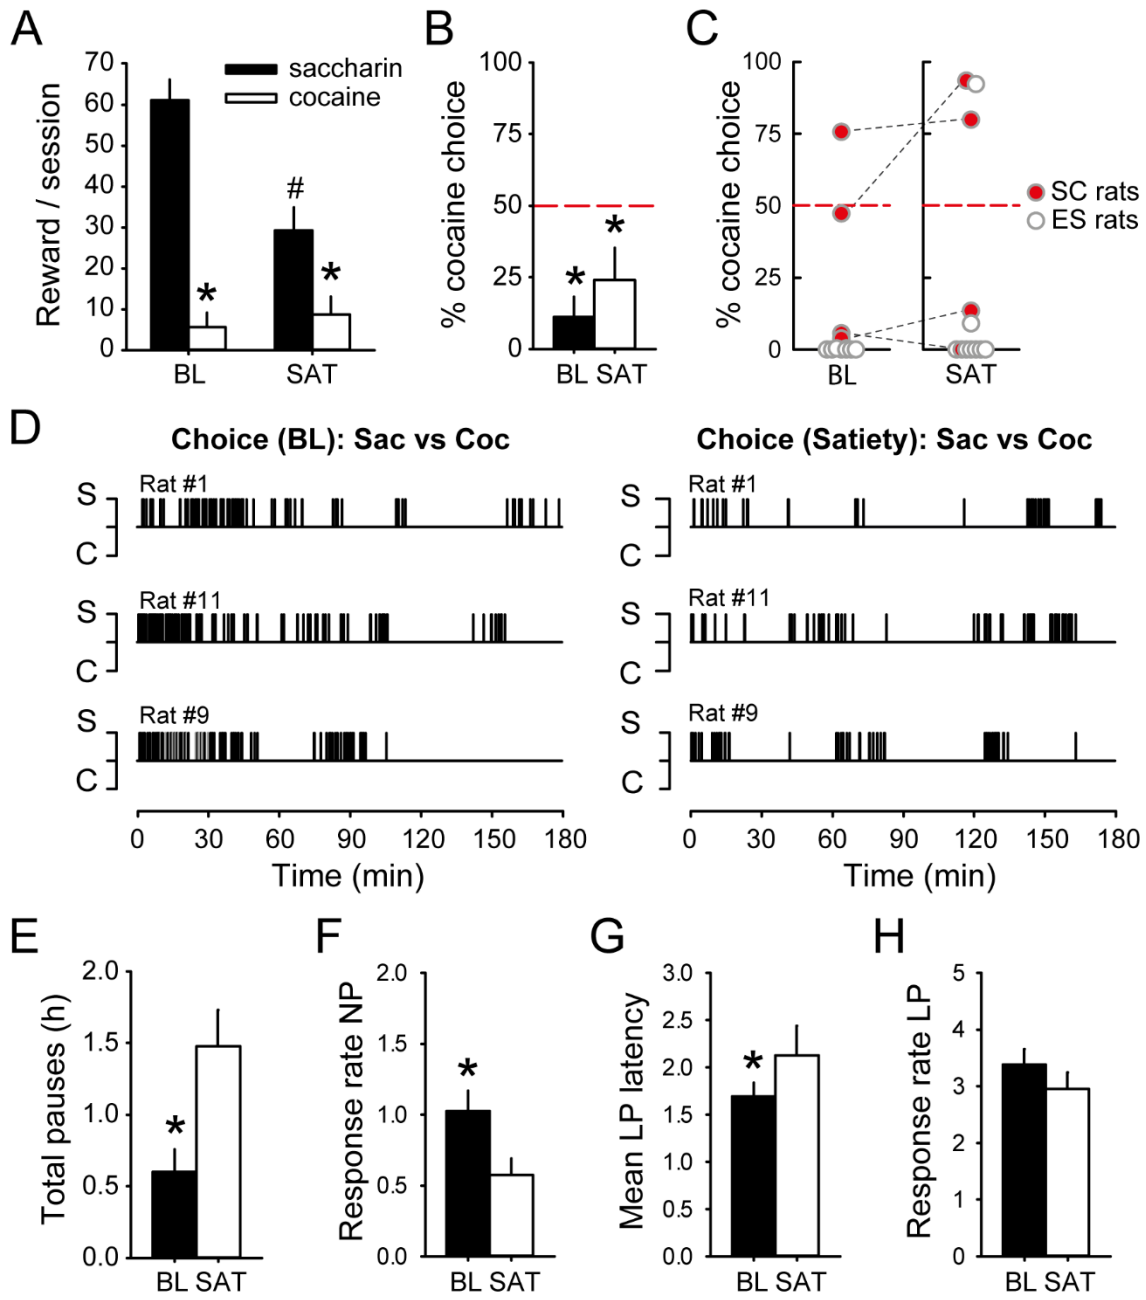 A
Reward / session
70
60
50
40
30
20
10
0
saccharin
cocaine
*
#
*
BL
SAT
B
% cocaine choice
100
75
50
25
0
*
*
BL SAT
C
% cocaine choice
100
75
50
25
0
BL
SAT
SC rats
ES rats
D
Choice (BL): Sac vs Coc
Rat #1
S
C
Rat #11
S
C
Rat #9
S
C
0 30 60 90 120 150 180
Time (min)
Choice (Satiety): Sac vs Coc
Rat #1
S
C
Rat #11
S
C
Rat #9
S
C
0 30 60 90 120 150 180
Time (min)
E
Total pauses (h)
2.0
1.5
1.0
0.5
0.0
*
BL SAT
F
Response rate NP
2.0
1.5
1.0
0.5
0.0
*
BL SAT
G
Mean LP latency
3.0
2.5
2.0
1.5
1.0
0.5
0.0
*
BL SAT
H
Response rate LP
5
4
3
2
1
0
BL SAT